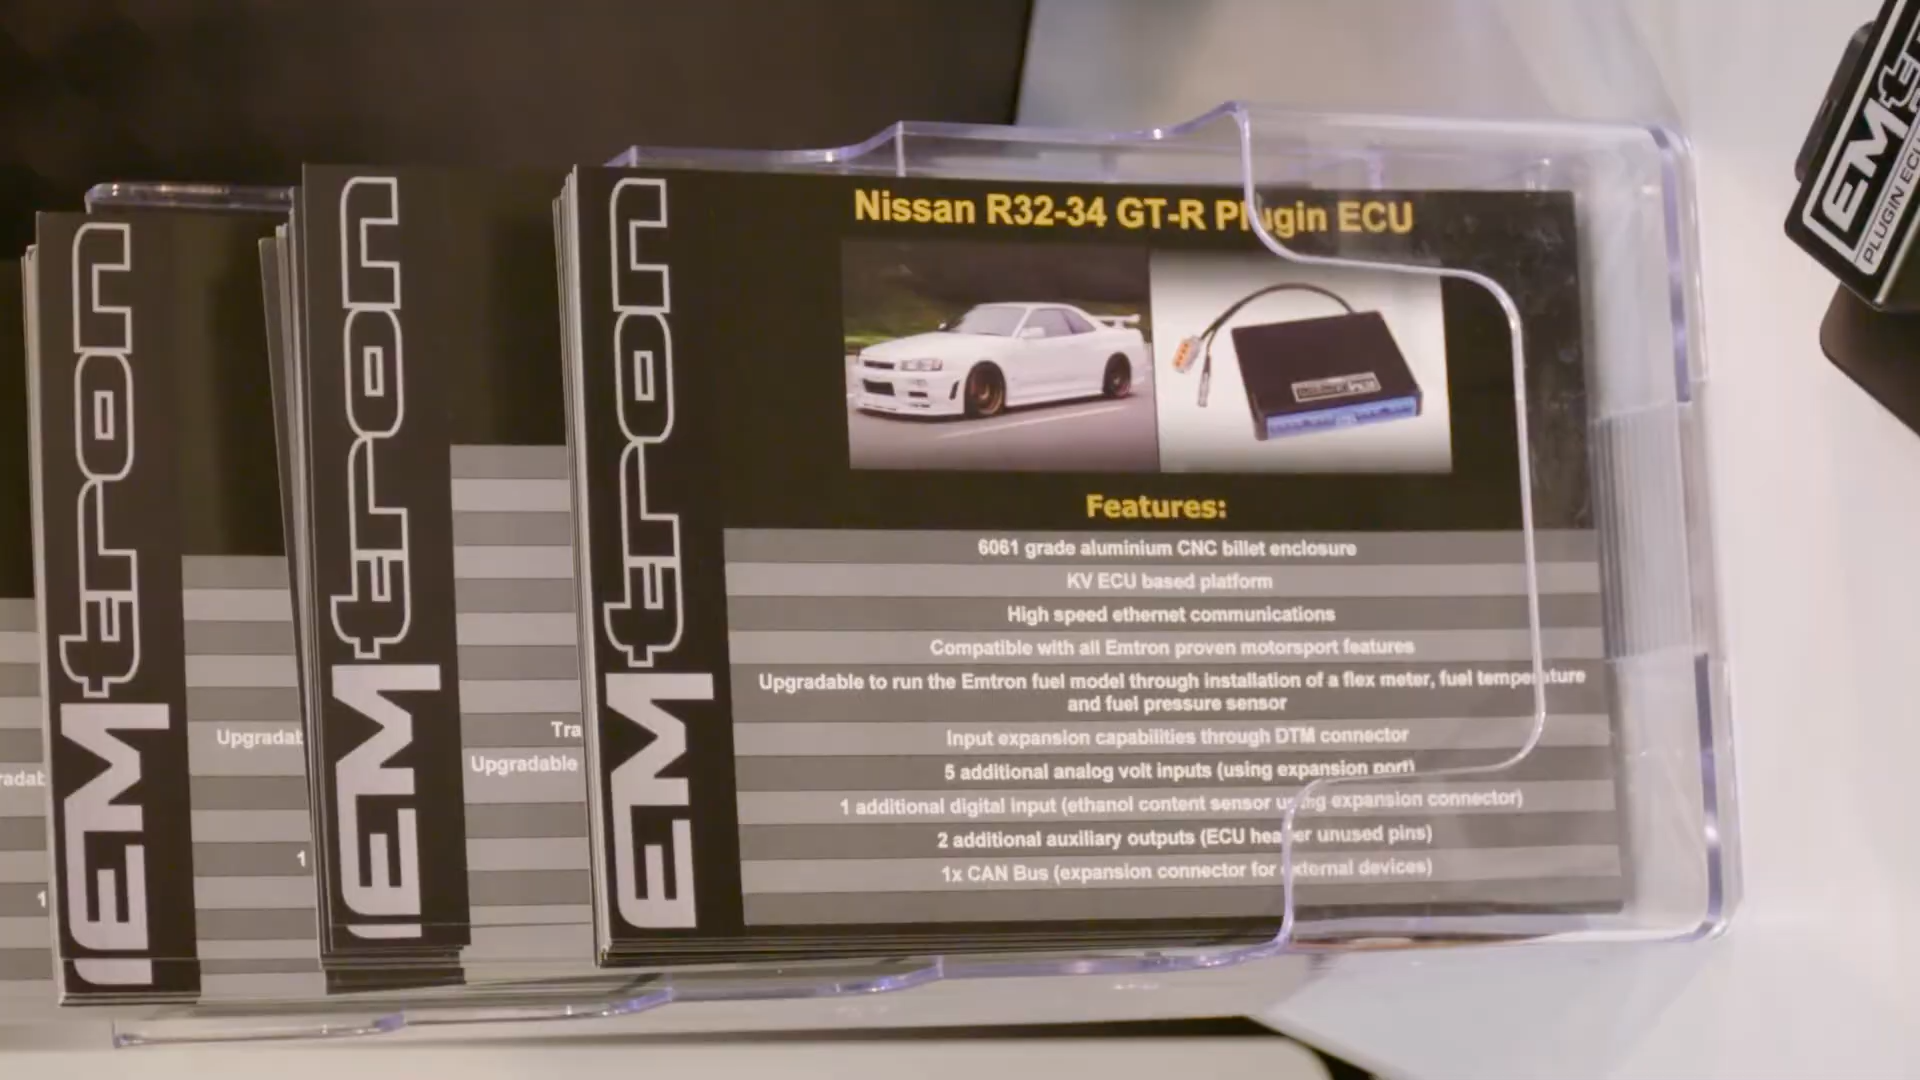 Nissan R32-34 GT-R Plugin ECU
Features:
6061 grade aluminium CNC billet enclosure
KV ECU based platform
High speed ethernet communications
Compatible with all Emtron proven motorsport features
Upgradable to run the Emtron fuel model through installation of a flex meter, fuel temperature
and fuel pressure sensor
Input expansion capabilities through DTM connector
5 additional analog volt inputs (using expansion port)
1 additional digital input (ethanol content sensor using expansion connector)
2 additional auxiliary outputs (ECU header unused pins)
1x CAN Bus (expansion connector for external devices)
EMtron
EMtron
Tra
Upgradable
EMtron
Upgradab
1
radab
1
EMt
PLUGIN ECU